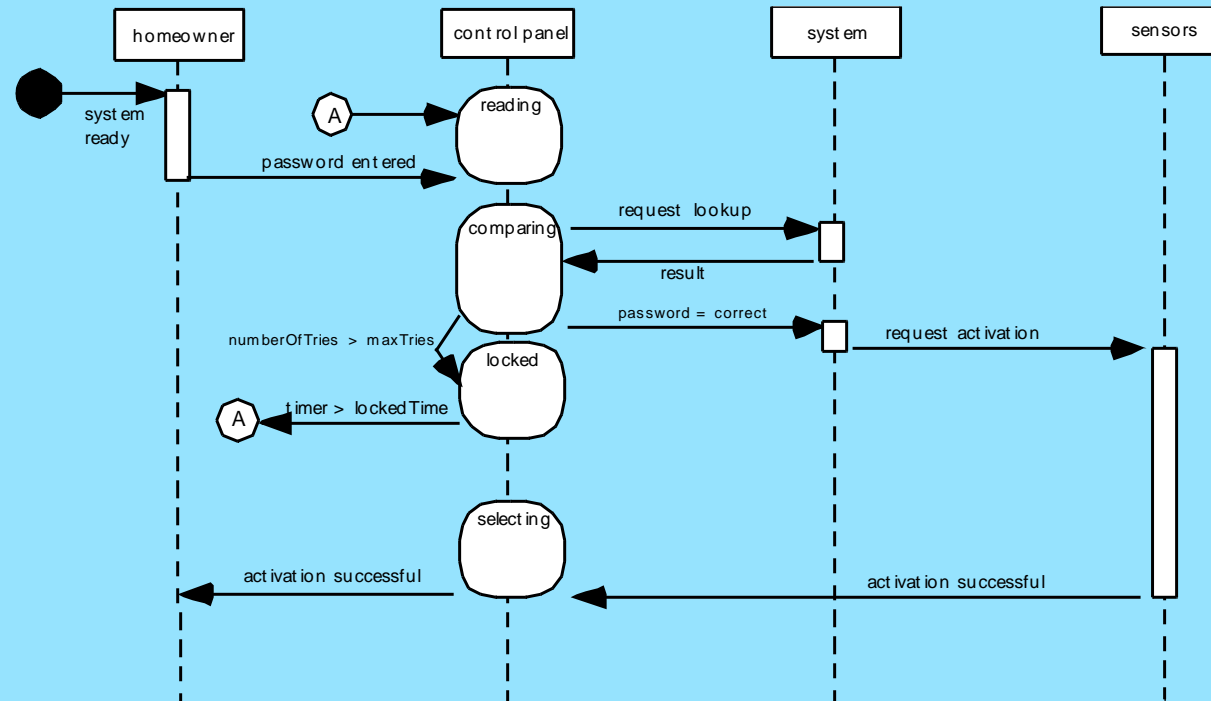 homeowner
control panel
system
sensors
system
ready
A
reading
password entered
comparing
request lookup
result
numberOfTries > maxTries
password = correct
request activation
locked
A
timer > lockedTime
selecting
activation successful
activation successful